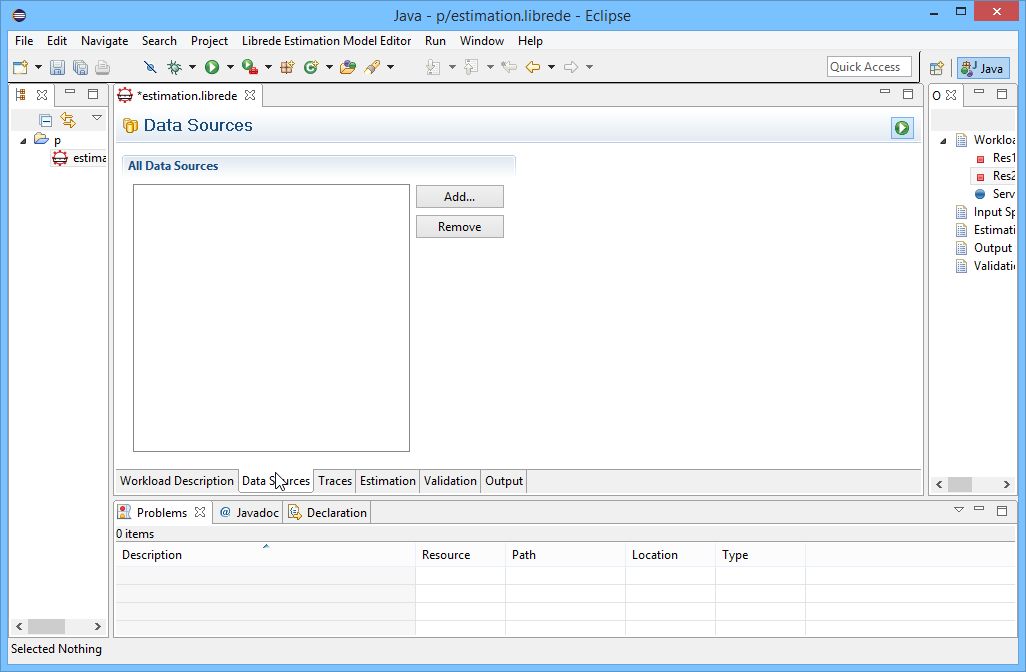 Java - p/estimation.librede - Eclipse
File Edit Navigate Search Project Librede Estimation Model Editor Run Window Help
Quick Access
Java
*estimation.librede
O
Data Sources
p
estima
All Data Sources
Add...
Remove
Worklo
Res1
Res2
Serv
Input Sp
Estimati
Output
Validatio
Workload Description Data Sources Traces Estimation Validation Output
Problems @ Javadoc Declaration
0 items
Description Resource Path Location Type
Selected Nothing